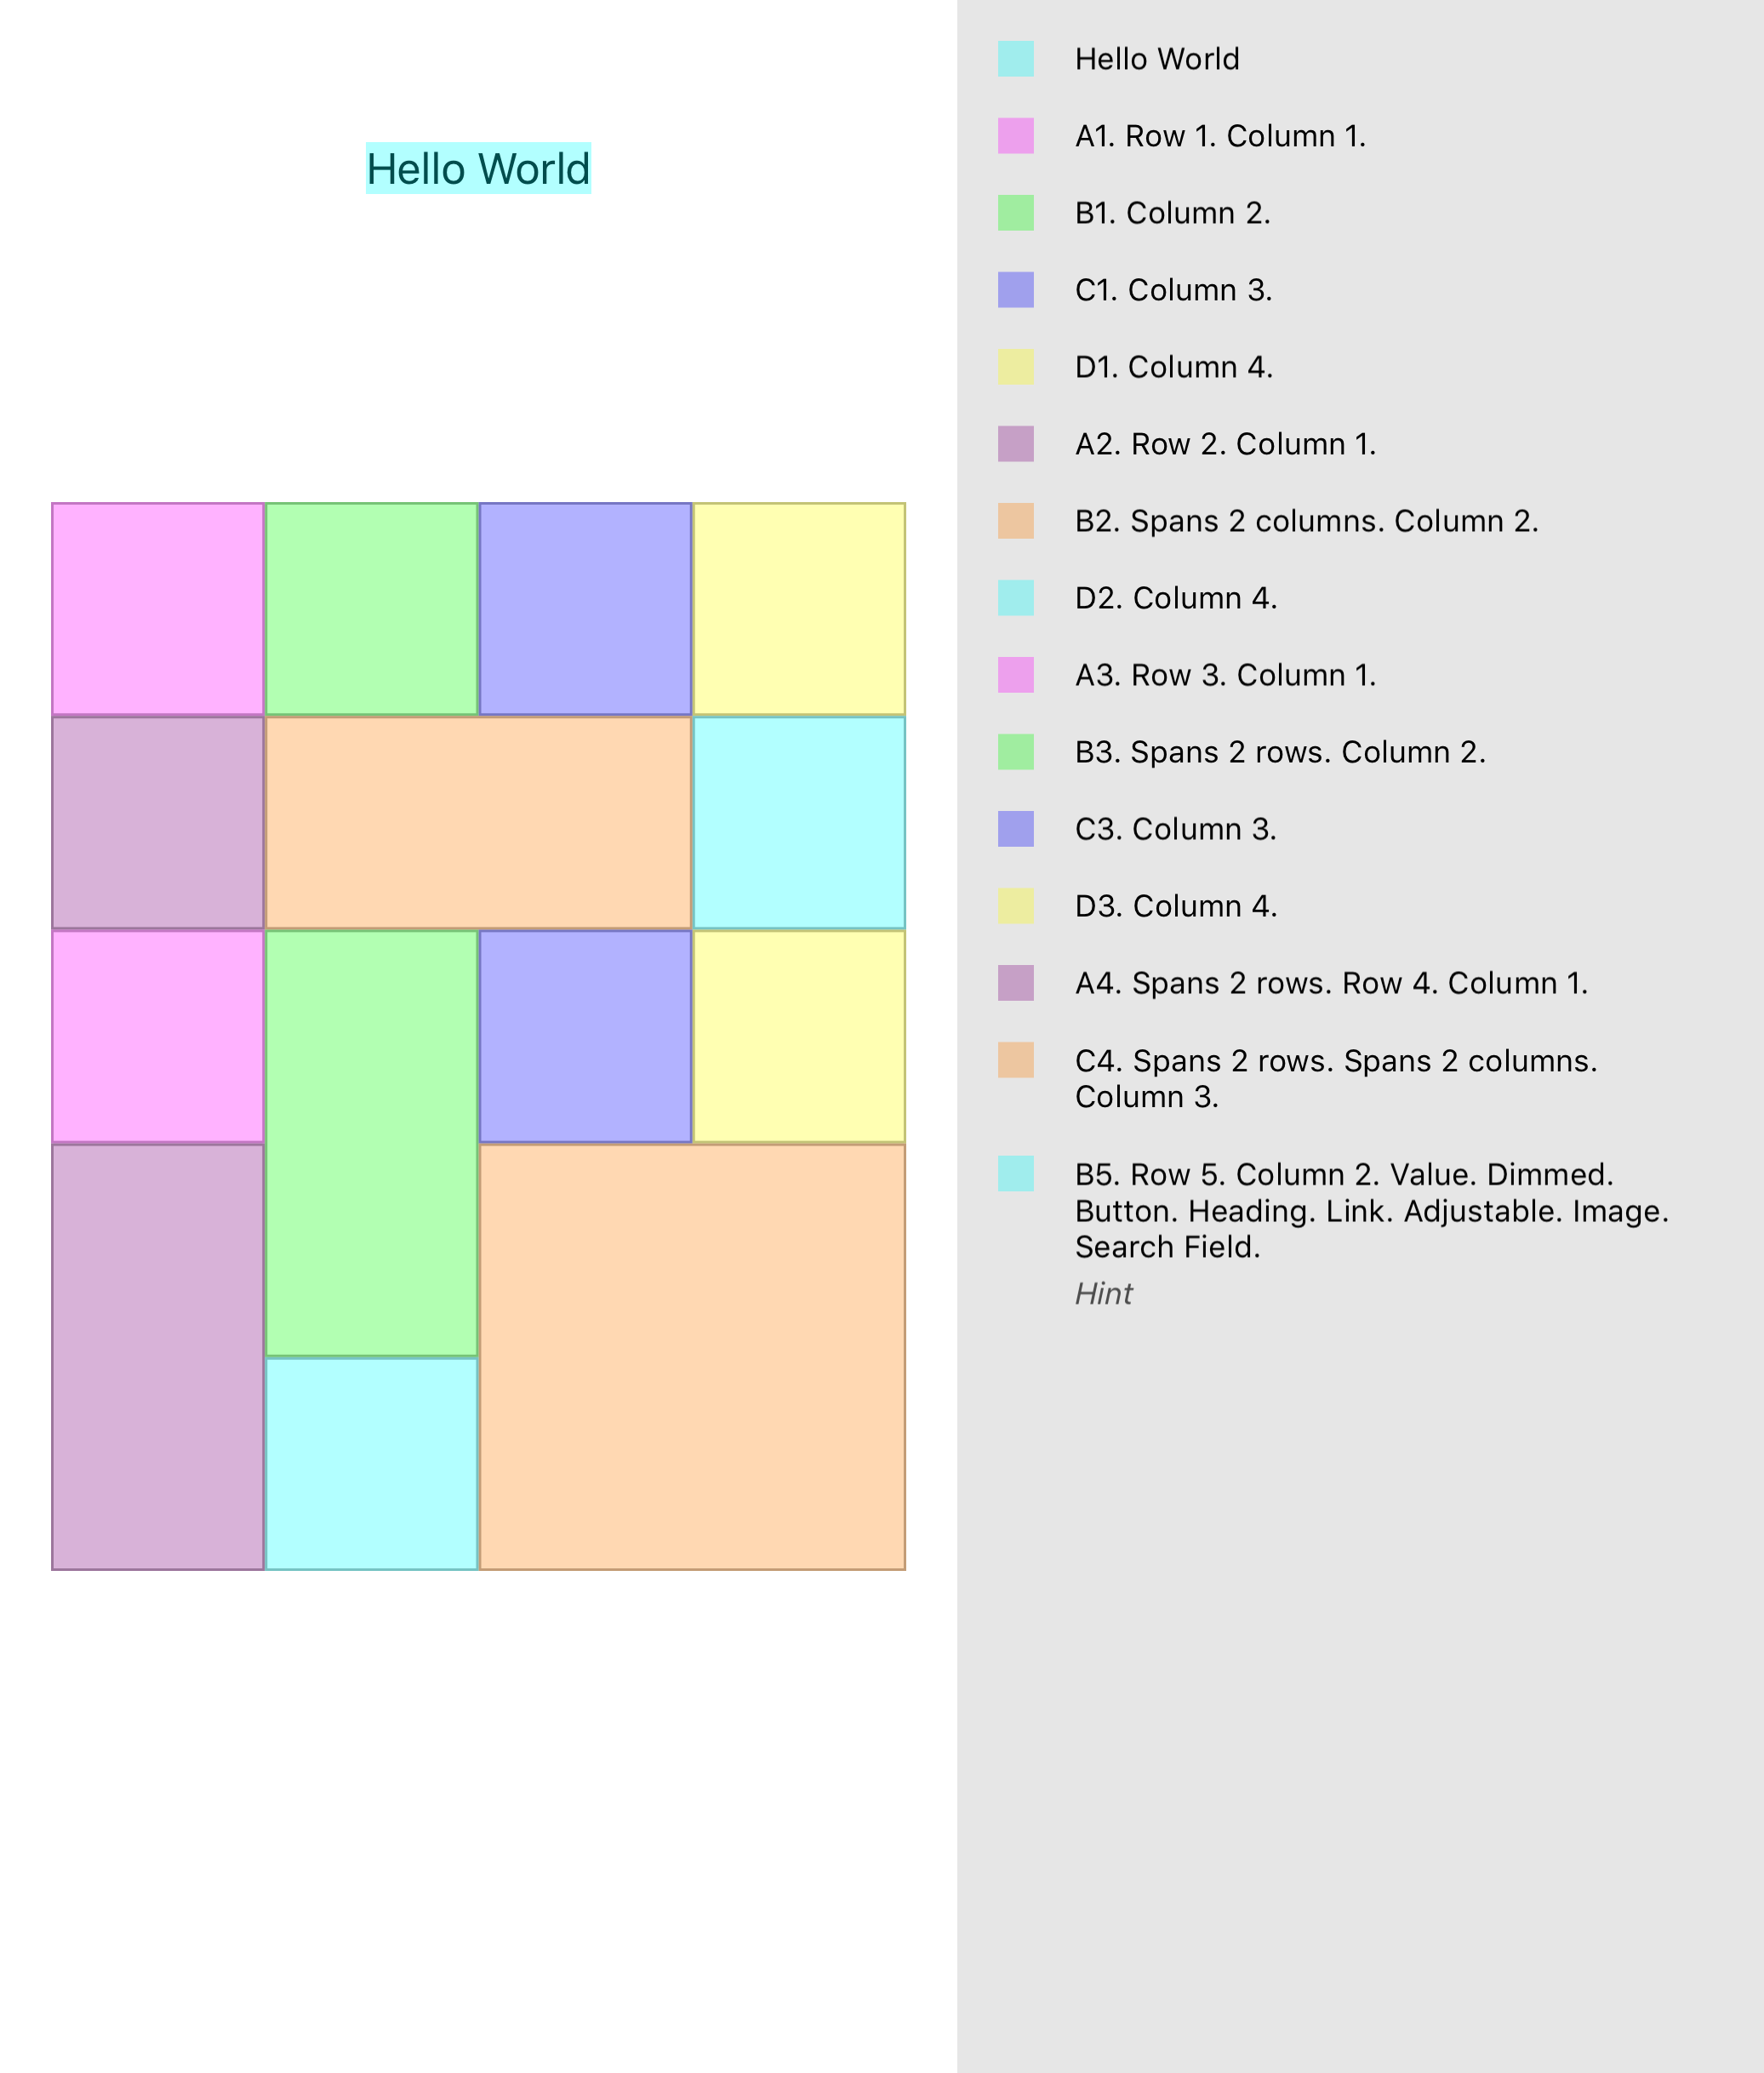 Hello World
Hello World
A1. Row 1. Column 1.
B1. Column 2.
C1. Column 3.
D1. Column 4.
A2. Row 2. Column 1.
B2. Spans 2 columns. Column 2.
D2. Column 4.
A3. Row 3. Column 1.
B3. Spans 2 rows. Column 2.
C3. Column 3.
D3. Column 4.
A4. Spans 2 rows. Row 4. Column 1.
C4. Spans 2 rows. Spans 2 columns.
Column 3.
B5. Row 5. Column 2. Value. Dimmed.
Button. Heading. Link. Adjustable. Image.
Search Field.
Hint